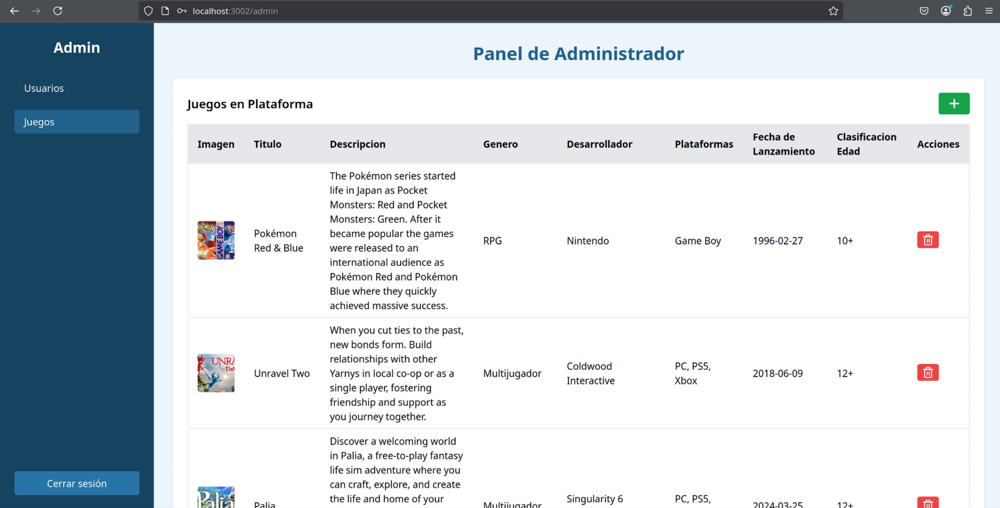 localhost:3002/admin
Admin
Usuarios
Juegos
Cerrar sesión
Panel de Administrador
Juegos en Plataforma
Imagen
Titulo
Descripcion
Genero
Desarrollador
Plataformas
Fecha de
Lanzamiento
Clasificacion
Edad
Acciones
GAME BOY
Pokémon
Red & Blue
The Pokémon series started
life in Japan as Pocket
Monsters: Red and Pocket
Monsters: Green. After it
became popular the games
were released to an
international audience as
Pokémon Red and Pokémon
Blue where they quickly
achieved massive success.
RPG
Nintendo
Game Boy
1996-02-27
10+
UNRA
tw
Unravel Two
When you cut ties to the past,
new bonds form. Build
relationships with other
Yarnys in local co-op or as a
single player, fostering
friendship and support as
you journey together.
Multijugador
Coldwood
Interactive
PC, PS5,
Xbox
2018-06-09
12+
Palia
Palia
Discover a welcoming world
in Palia, a free-to-play fantasy
life sim adventure where you
can craft, explore, and create
the life and home of your
Multijugador
Singularity 6
PC, PS5,
2024-03-25
12+